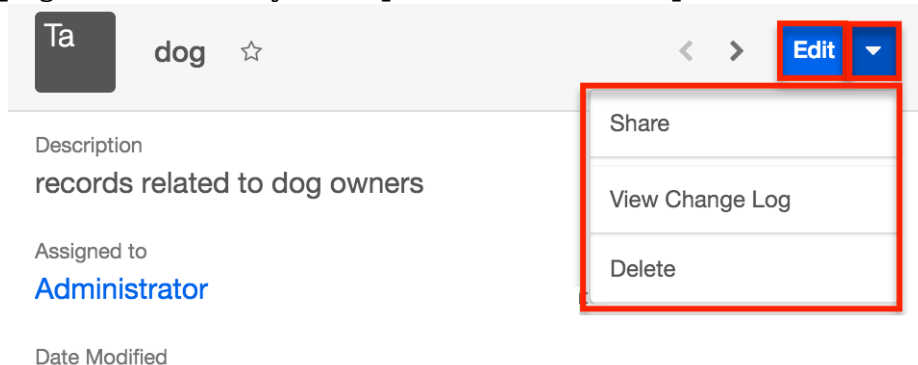 Ta
dog
Edit
Share
Description
records related to dog owners
View Change Log
Assigned to
Administrator
Delete
Date Modified